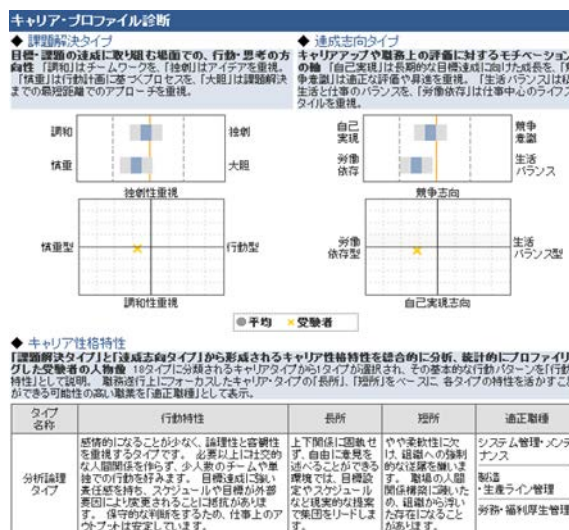 キャリア・プロファイル診断
◆ 課題解決タイプ
目標・課題の達成に取り組む場面での、行動・思考の方
向性 「調和」はチームワークを、「独創」はアイデアを重視。
「慎重」は行動計画に基づくプロセスを、「大胆」は課題解決
までの最短距離でのアプローチを重視。
◆ 達成志向タイプ
キャリアアップや職務上の評価に対するモチベーション
の軸 「自己実現」は長期的な目標達成に向けた成長を、「競
争意識」は適正な評価や昇進を重視。「生活バランス」は私
生活と仕事のバランスを、「労働依存」は仕事中心のライフス
タイルを重視。
調和 独創
慎重 大胆
自己
実現
競争
意識
労働
依存
生活
バランス
独創性重視
慎重型 行動型
調和性重視
競争志向
労働
依存型
生活
バランス型
自己実現志向
●平均 ×受験者
◆ キャリア性格特性
「課題解決タイプ」と「達成志向タイプ」から形成されるキャリア性格特性を総合的に分析、統計的にプロファイリ
グした受験者の人物像 18タイプに分類されるキャリアタイプから1タイプが選択され、その基本的な行動パターンを「行動
特性」として説明。 職務遂行上にフォーカスしたキャリア・タイプの「長所」、「短所」をベースに、各タイプの特性を活かすこと
ができる可能性の高い職業を「適正職種」として表示。
タイプ
名称
行動特性
長所
短所
適正職種
分析論理
タイプ
感情的になることが少なく、論理性と客観性
を重視するタイプです。 必要以上に社交的
な人間関係を作らず、少人数のチームや単
独での行動を好みます。 目標達成に強い
責任感を持ち、スケジュールや目標が外部
要因により変更されることに抵抗がありま
す。 保守的な判断をするため、仕事上のア
ウトプットは安定しています。
上下関係に固執せ
ず、自由に意見を
述べることができる
環境では、目標設
定やスケジュール
など現実的な提案
で集団をリードしま
す。
やや柔軟性に欠
け、組織への強制
的な従属を嫌いま
す。 職場の人間
関係構築に疎いた
め、組織から浮い
た存在になること
があります。
システム管理・メンテ
ナンス
製造
・生産ライン管理
労務・福利厚生管理